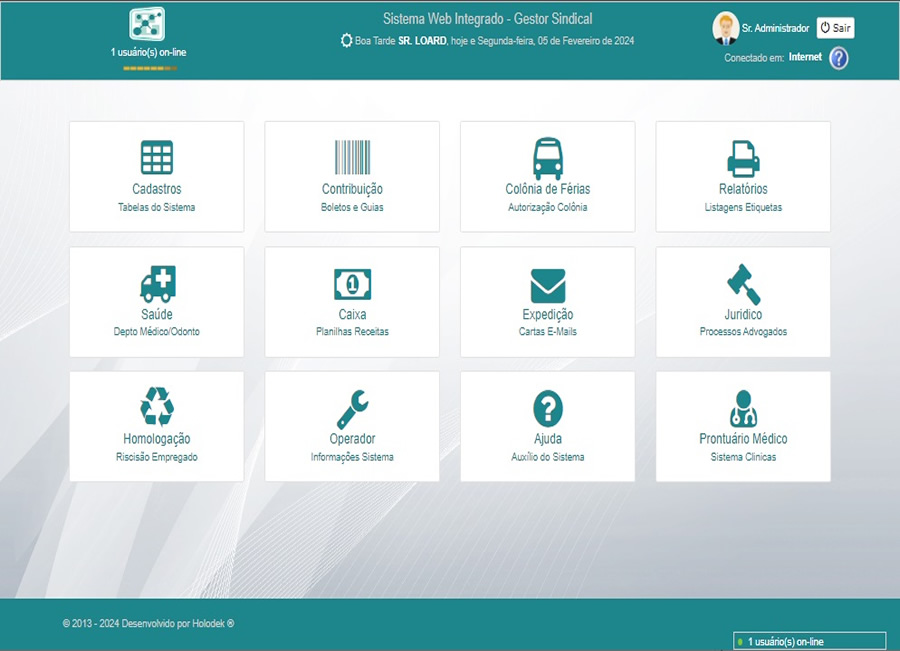 Sistema Web Integrado - Gestor Sindical
1 usuário(s) on-line
Boa Tarde SR. LOARD, hoje e Segunda-feira, 05 de Fevereiro de 2024
Sr. Administrador
Sair
Conectado em: Internet
?
Cadastros
Tabelas do Sistema
Contribuição
Boletos e Guias
Colônia de Férias
Autorização Colônia
Relatórios
Listagens Etiquetas
Saúde
Depto Médico/Odonto
1
Caixa
Planilhas Receitas
Expedição
Cartas E-Mails
Jurídico
Processos Advogados
Homologação
Riscisão Empregado
Operador
Informações Sistema
?
Ajuda
Auxílio do Sistema
Prontuário Médico
Sistema Clinicas
© 2013 - 2024 Desenvolvido por Holodek ®
1 usuário(s) on-line